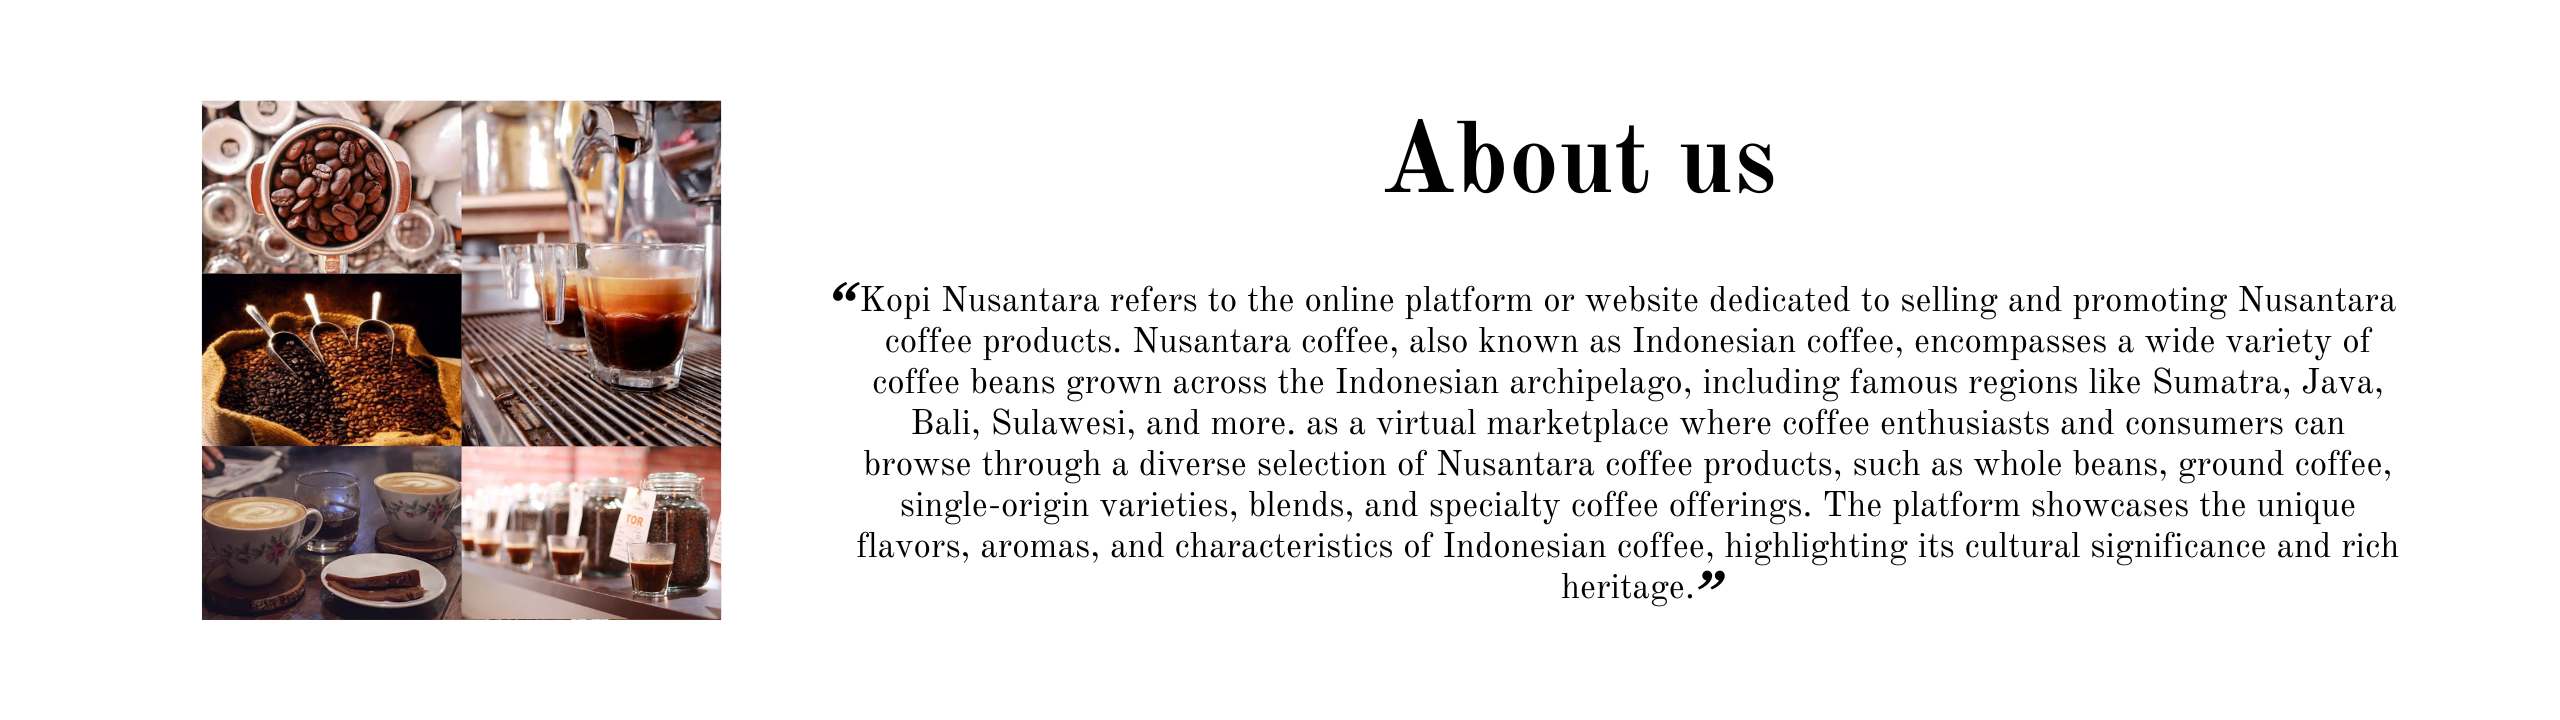 About us
“Kopi Nusantara refers to the online platform or website dedicated to selling and promoting Nusantara
coffee products. Nusantara coffee, also known as Indonesian coffee, encompasses a wide variety of
coffee beans grown across the Indonesian archipelago, including famous regions like Sumatra, Java,
Bali, Sulawesi, and more. as a virtual marketplace where coffee enthusiasts and consumers can
browse through a diverse selection of Nusantara coffee products, such as whole beans, ground coffee,
single-origin varieties, blends, and specialty coffee offerings. The platform showcases the unique
flavors, aromas, and characteristics of Indonesian coffee, highlighting its cultural significance and rich
heritage.”
TOR